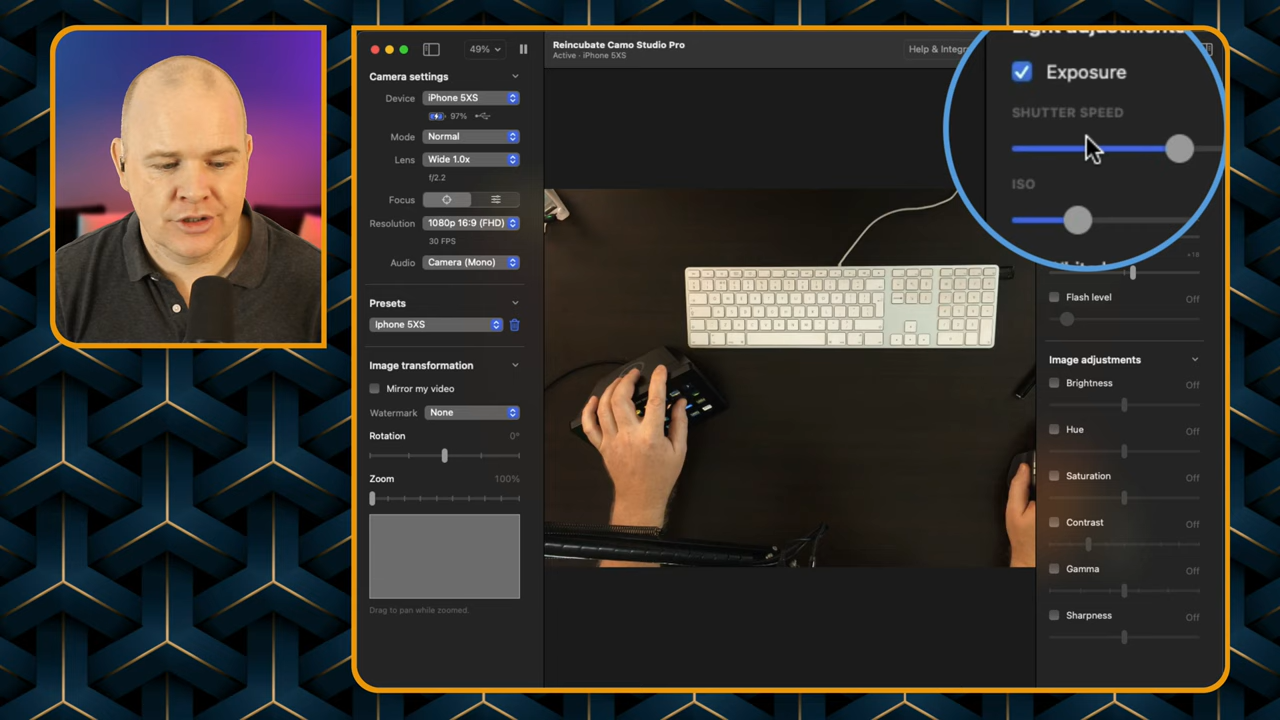 49%
Reincubate Camo Studio Pro
Active · iPhone 5XS
Help & Integr
Camera settings
Device iPhone 5XS
97%
Mode Normal
Lens Wide 1.0x
f/2.2
Focus
Resolution 1080p 16:9 (FHD)
30 FPS
Audio Camera (Mono)
Presets
Iphone 5XS
Image transformation
Mirror my video
Watermark None
Rotation 0°
Zoom 100%
Drag to pan while zoomed.
Light adjustments
Exposure
SHUTTER SPEED
ISO
+18
Flash level Off
Image adjustments
Brightness Off
Hue Off
Saturation Off
Contrast Off
Gamma Off
Sharpness Off